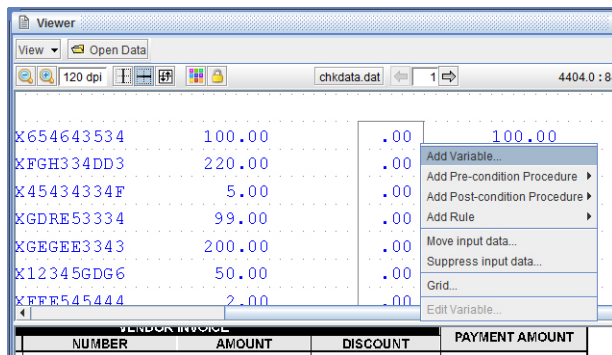 Viewer
View Open Data
120 dpi chkdata.dat 1 4404.0 : 8
X654643534 100.00 .00 100.00
XFGH334DD3 220.00 .00
X45434334F 5.00 .00
XGDRE53334 99.00 .00
XGEGEE3343 200.00 .00
X12345GDG6 50.00 .00
XFFE545444 2.00 .00
Add Variable...
Add Pre-condition Procedure
Add Post-condition Procedure
Add Rule
Move input data...
Suppress input data...
Grid...
Edit Variable...
VENDOR INVOICE
NUMBER AMOUNT DISCOUNT PAYMENT AMOUNT